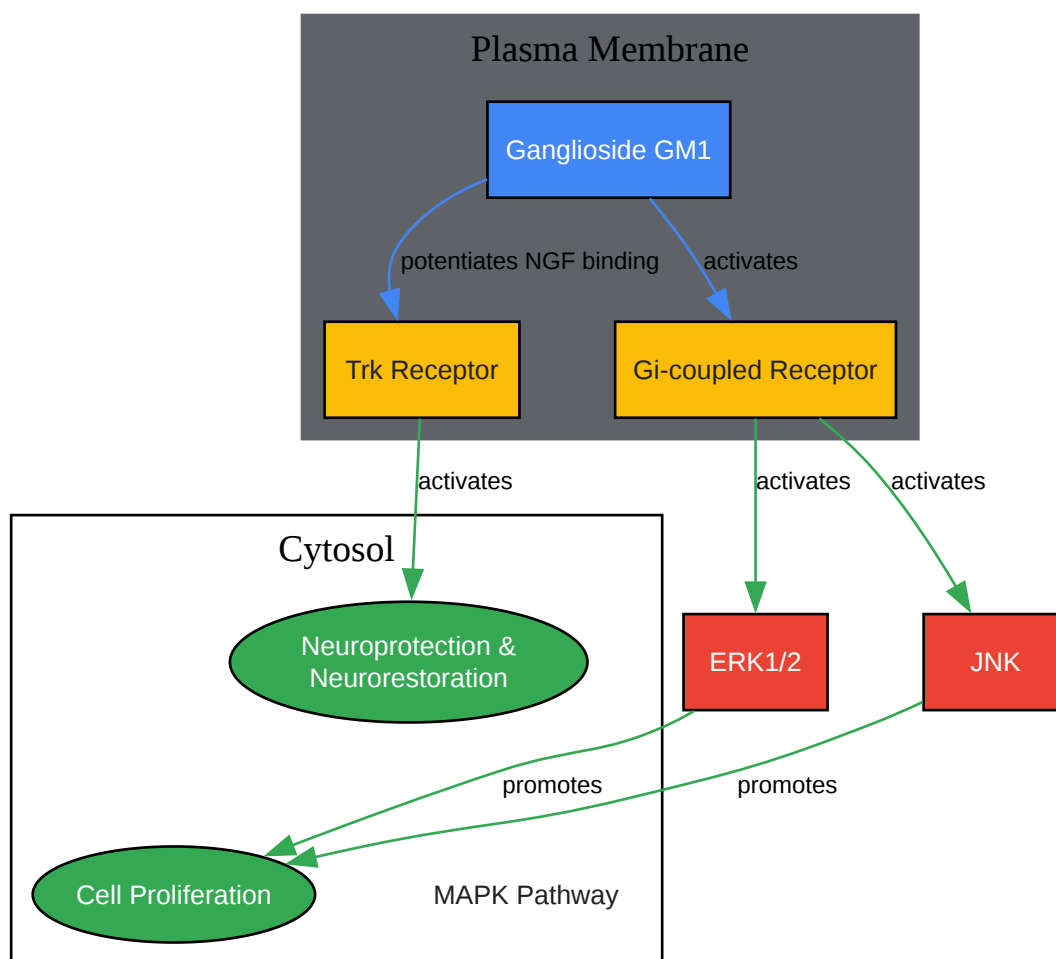 Plasma Membrane
Ganglioside GM1
potentiates NGF binding
activates
Trk Receptor
Gi-coupled Receptor
activates
activates
activates
Cytosol
Neuroprotection &
Neurorestoration
ERK1/2
JNK
promotes
promotes
Cell Proliferation
MAPK Pathway